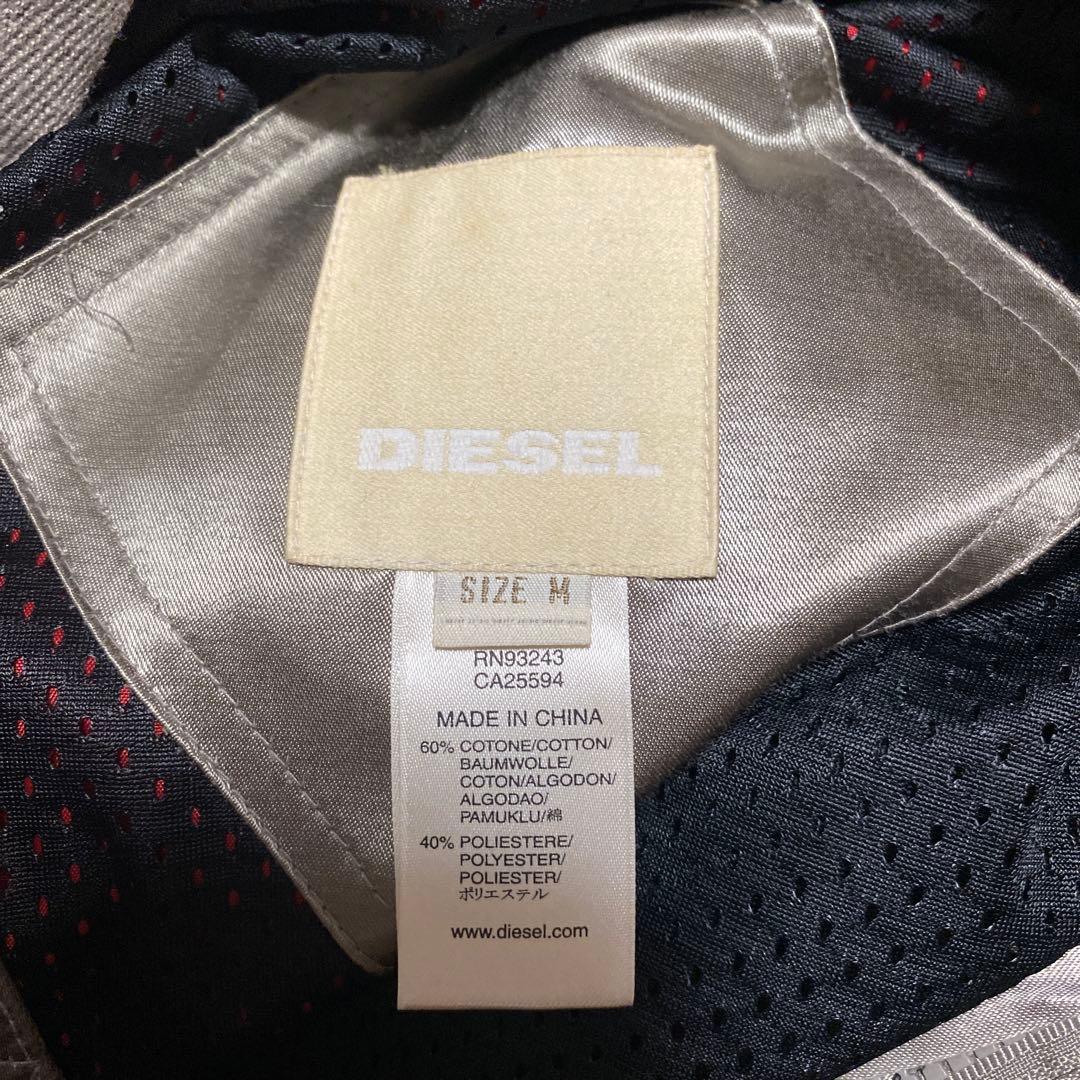 DIESEL
SIZE M
RN93243
CA25594
MADE IN CHINA
60% COTONE/COTTON/
BAUMWOLLE/
COTON/ALGODON/
ALGODAO/
PAMUKLU/綿
40% POLIESTERE/
POLYESTER/
POLIESTER/
ポリエステル
www.diesel.com